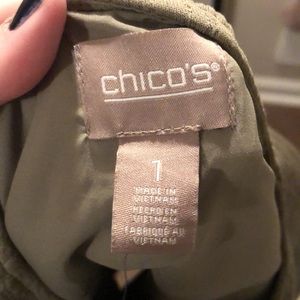 chico's®
1
MADE IN
VIETNAM
HECHO EN
VIETNAM
FABRIQUÉ AU
VIETNAM